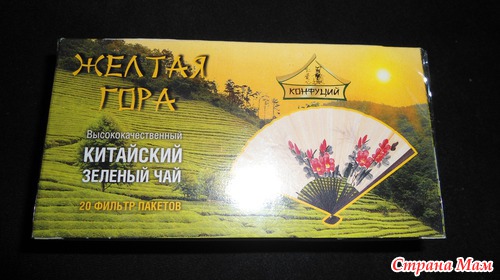 ЖЕЛТАЯ
ГОРА
КОНФУЦИЙ
Высококачественный
КИТАЙСКИЙ
ЗЕЛЕНЫЙ ЧАЙ
20 ФИЛЬТР ПАКЕТОВ
Страна Мам